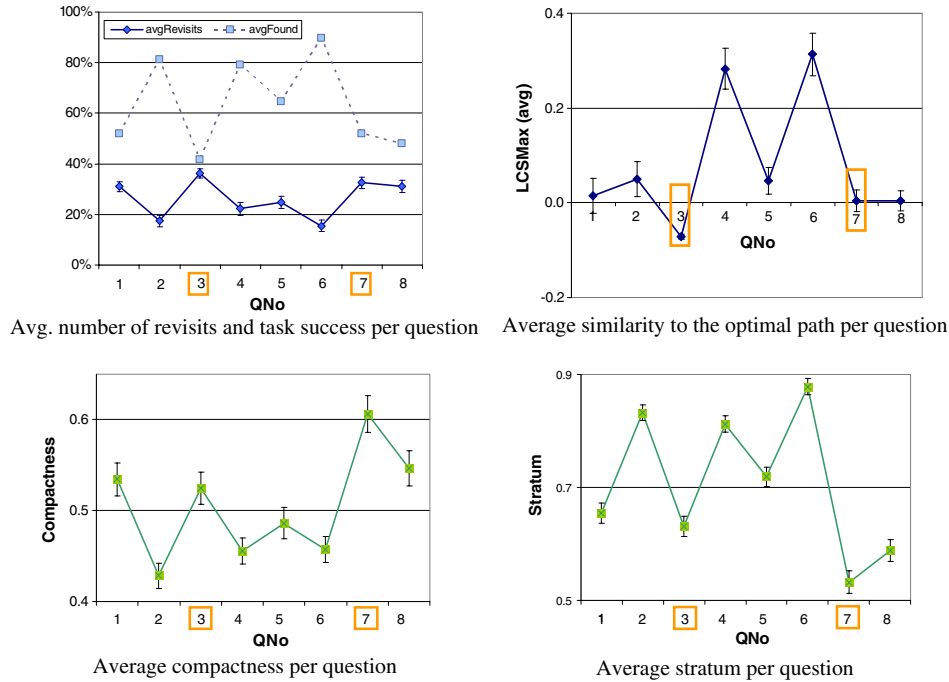 100%
80%
60%
40%
20%
0%
avgRevisits avgFound
1 2 3 4 5 6 7 8
QNo
Avg. number of revisits and task success per question
0.4
0.2
0.0
-0.2
LCSMax (avg)
1 2 3 4 5 6 7 8
QNo
Average similarity to the optimal path per question
0.6
0.5
0.4
Compactness
1 2 3 4 5 6 7 8
QNo
Average compactness per question
0.9
0.7
0.5
Stratum
1 2 3 4 5 6 7 8
QNo
Average stratum per question